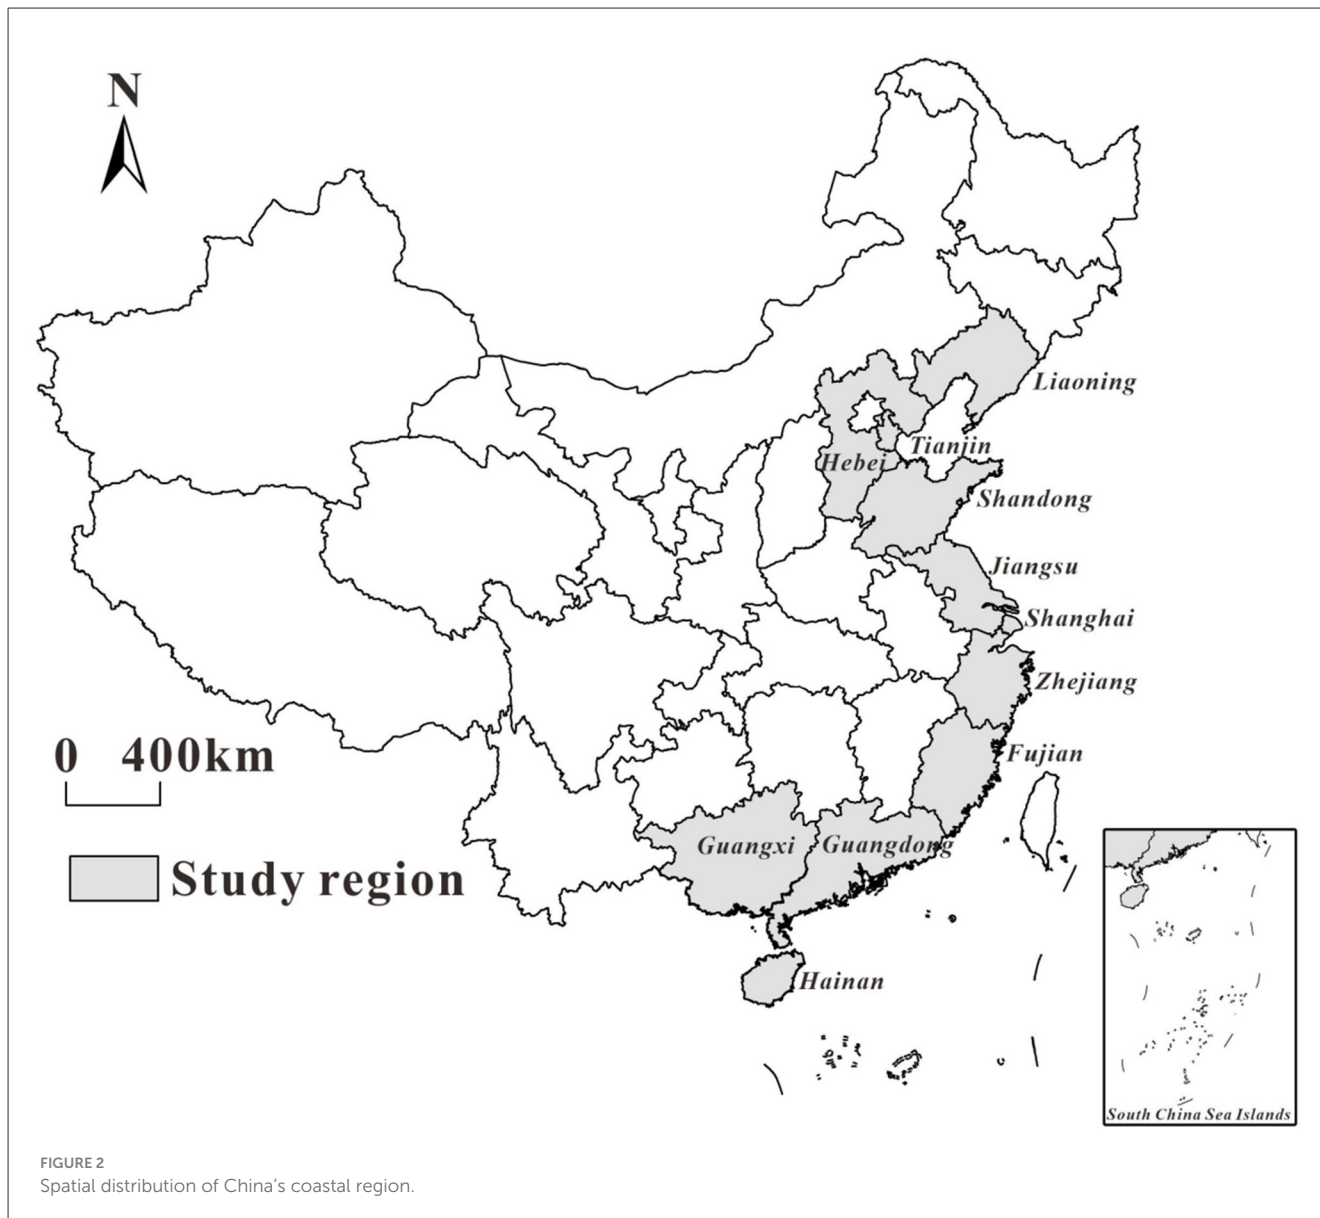 N
Liaoning
Tianjin
Hebei
Shandong
Jiangsu
Shanghai
Zhejiang
Fujian
0 400km
Guangxi
Guangdong
Study region
Hainan
South China Sea Islands
FIGURE 2
Spatial distribution of China's coastal region.